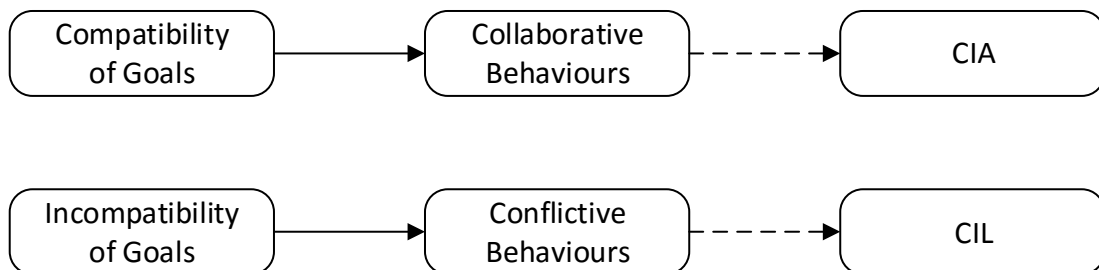 Compatibility
of Goals
Collaborative
Behaviours
CIA
Incompatibility
of Goals
Conflictive
Behaviours
CIL